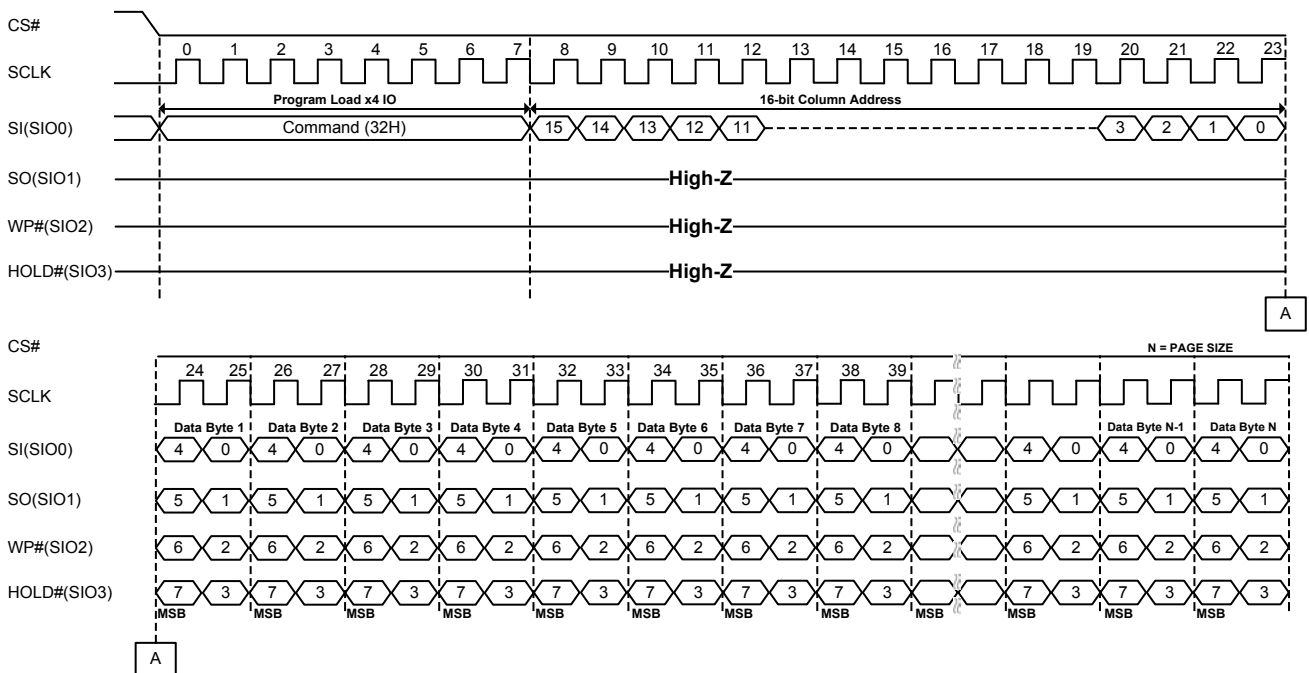 CS#
0 1 2 3 4 5 6 7 8 9 10 11 12 13 14 15 16 17 18 19 20 21 22 23
SCLK
Program Load x4 IO 16-bit Column Address
SI(SIO0) Command (32H) 15 14 13 12 11 3 2 1 0
SO(SIO1) High-Z
WP#(SIO2) High-Z
HOLD#(SIO3) High-Z
A
CS#
N = PAGE SIZE
24 25 26 27 28 29 30 31 32 33 34 35 36 37 38 39
SCLK
Data Byte 1 Data Byte 2 Data Byte 3 Data Byte 4 Data Byte 5 Data Byte 6 Data Byte 7 Data Byte 8 Data Byte N-1 Data Byte N
SI(SIO0) 4 0 4 0 4 0 4 0 4 0 4 0 4 0 4 0 4 0 4 0 4 0
SO(SIO1) 5 1 5 1 5 1 5 1 5 1 5 1 5 1 5 1 5 1 5 1 5 1
WP#(SIO2) 6 2 6 2 6 2 6 2 6 2 6 2 6 2 6 2 6 2 6 2 6 2
HOLD#(SIO3) 7 3 7 3 7 3 7 3 7 3 7 3 7 3 7 3 7 3 7 3 7 3
MSB MSB MSB MSB MSB MSB MSB MSB MSB MSB MSB MSB
A